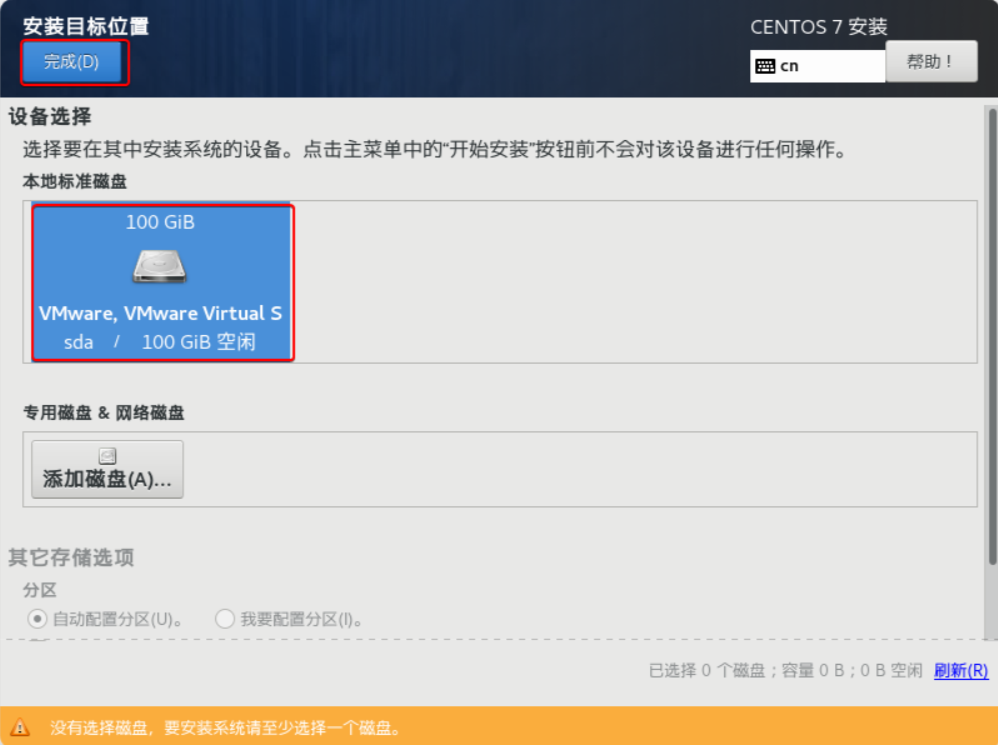 安装目标位置
CENTOS 7 安装
完成(D)
cn
帮助！
设备选择
选择要在其中安装系统的设备。点击主菜单中的“开始安装”按钮前不会对该设备进行任何操作。
本地标准磁盘
100 GiB
VMware, VMware Virtual S
sda / 100 GiB 空闲
专用磁盘 & 网络磁盘
添加磁盘(A)...
其它存储选项
分区
自动配置分区(U)。 我要配置分区(I)。
已选择 0 个磁盘；容量 0 B；0 B 空闲 刷新(R)
没有选择磁盘，要安装系统请至少选择一个磁盘。